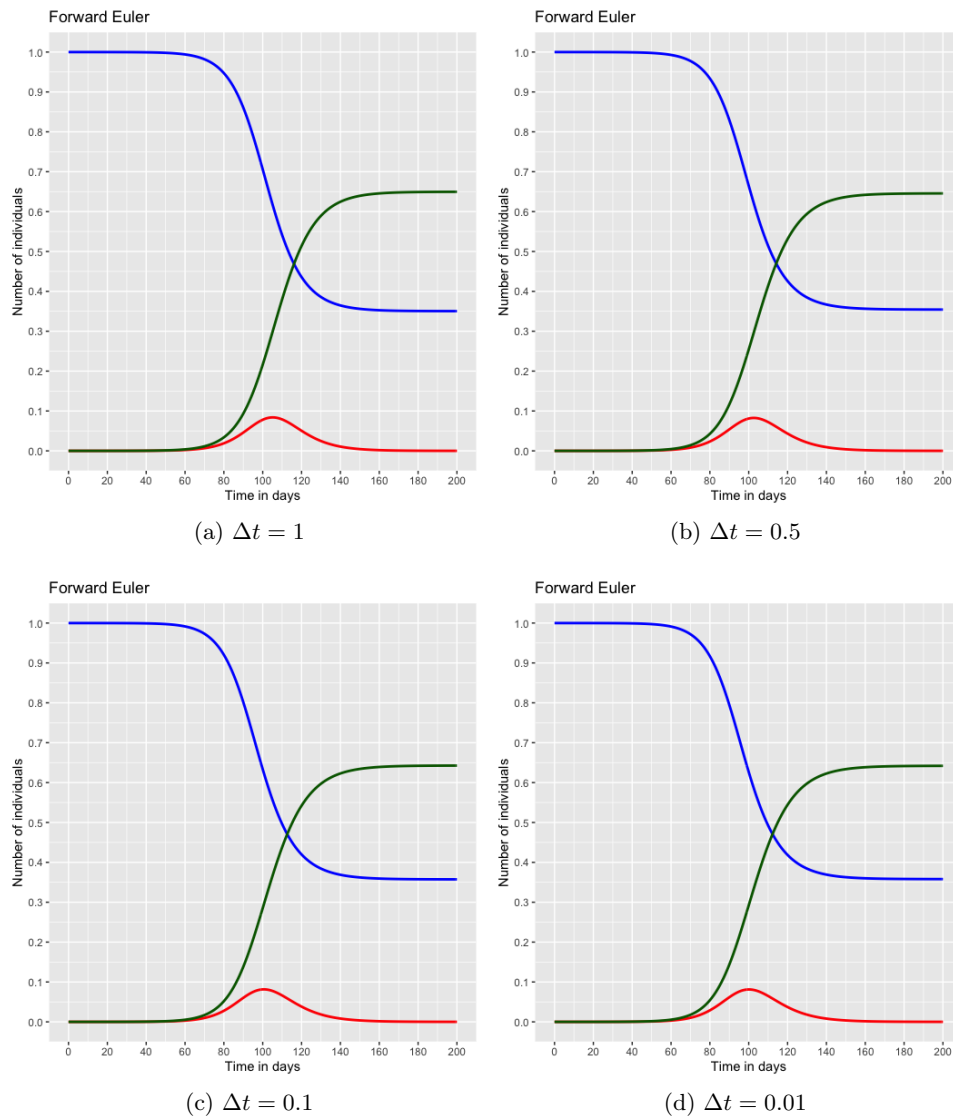 Forward Euler
Number of individuals
1.0
0.9
0.8
0.7
0.6
0.5
0.4
0.3
0.2
0.1
0.0
0 20 40 60 80 100 120 140 160 180 200
Time in days
(a) Δt = 1
Forward Euler
Number of individuals
1.0
0.9
0.8
0.7
0.6
0.5
0.4
0.3
0.2
0.1
0.0
0 20 40 60 80 100 120 140 160 180 200
Time in days
(b) Δt = 0.5
Forward Euler
Number of individuals
1.0
0.9
0.8
0.7
0.6
0.5
0.4
0.3
0.2
0.1
0.0
0 20 40 60 80 100 120 140 160 180 200
Time in days
(c) Δt = 0.1
Forward Euler
Number of individuals
1.0
0.9
0.8
0.7
0.6
0.5
0.4
0.3
0.2
0.1
0.0
0 20 40 60 80 100 120 140 160 180 200
Time in days
(d) Δt = 0.01